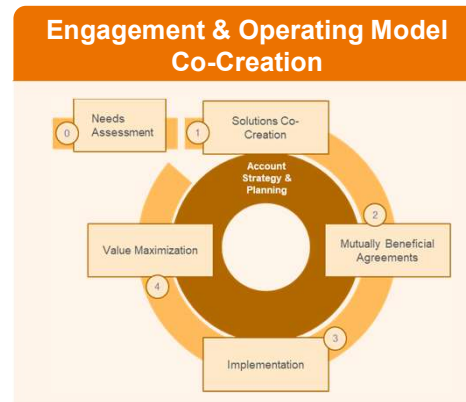 Engagement & Operating Model
Co-Creation
0
Needs
Assessment
1
Solutions Co-
Creation
Account
Strategy &
Planning
2
Mutually Beneficial
Agreements
Value Maximization
4
3
Implementation